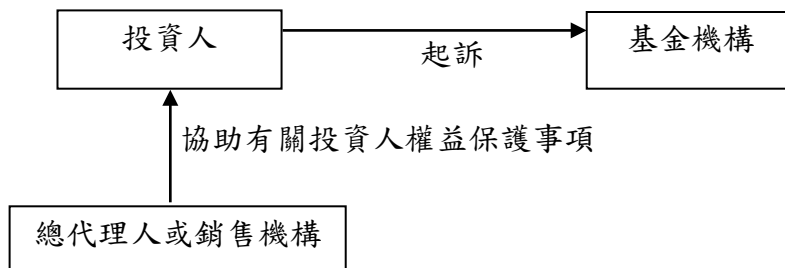 投資人
起訴
基金機構
協助有關投資人權益保護事項
總代理人或銷售機構